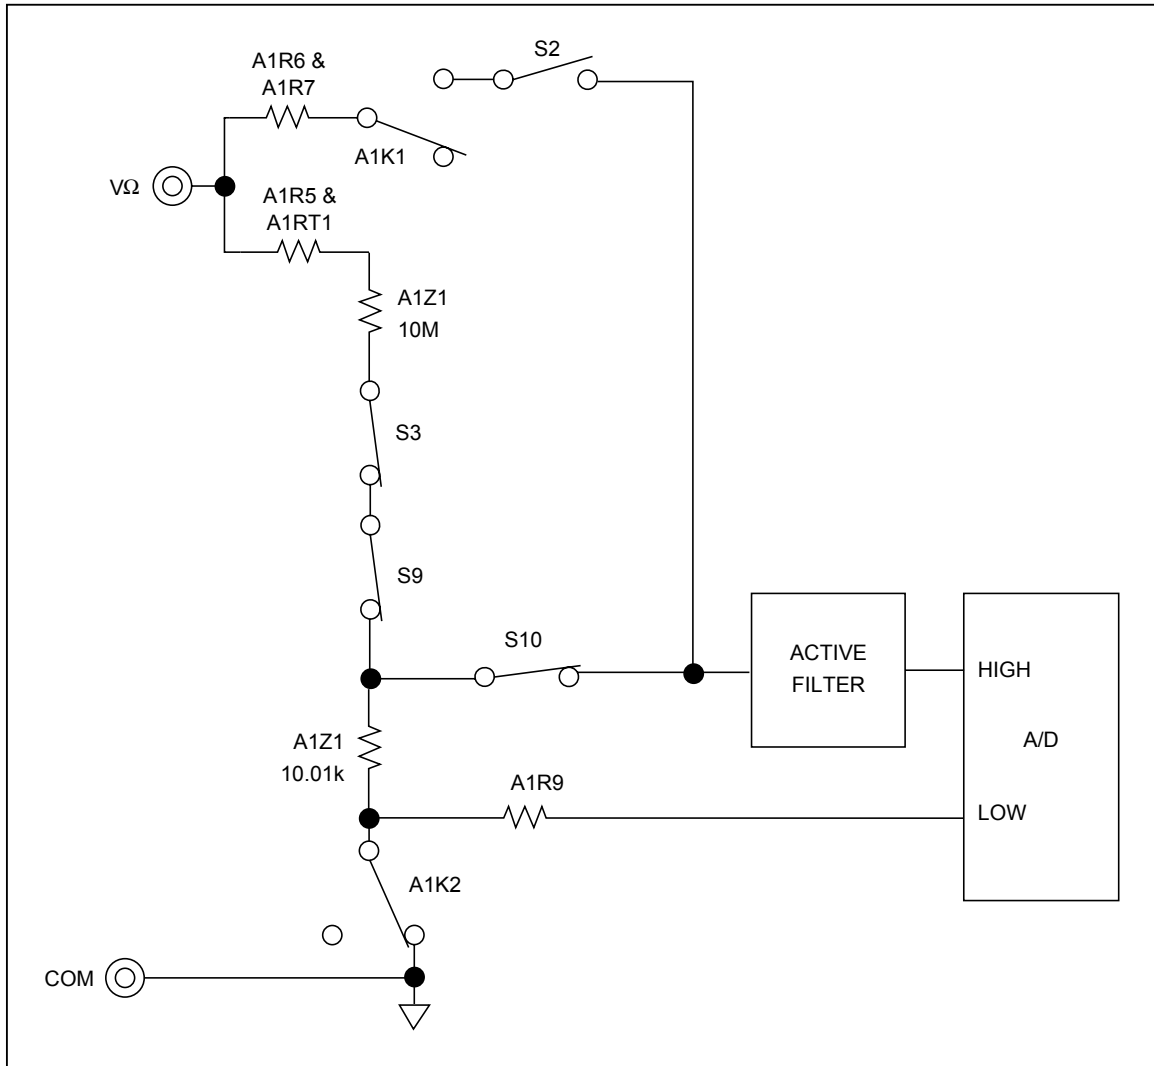 S2
A1R6 &
A1R7
A1K1
VΩ
A1R5 &
A1RT1
A1Z1
10M
S3
S9
S10
ACTIVE
FILTER
HIGH
A/D
LOW
A1Z1
10.01k
A1R9
A1K2
COM